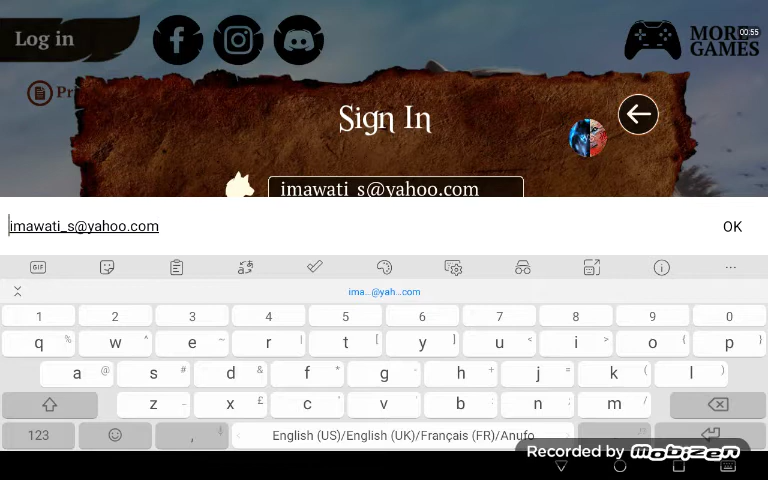 Log in
MORE
GAMES
00:55
Pr
Sign In
imawati_s@yahoo.com
imawati_s@yahoo.com
OK
GIF
ima...@yah...com
1 2 3 4 5 6 7 8 9 0
q % w ^ e ~ r | t [ y ] u < i > o { p }
a @ s # d & f * g - h + j = k ( l )
z _ x £ c " v ' b : n ; m /
123 , English (US)/English (UK)/Français (FR)/Anufo .
Recorded by mobizen